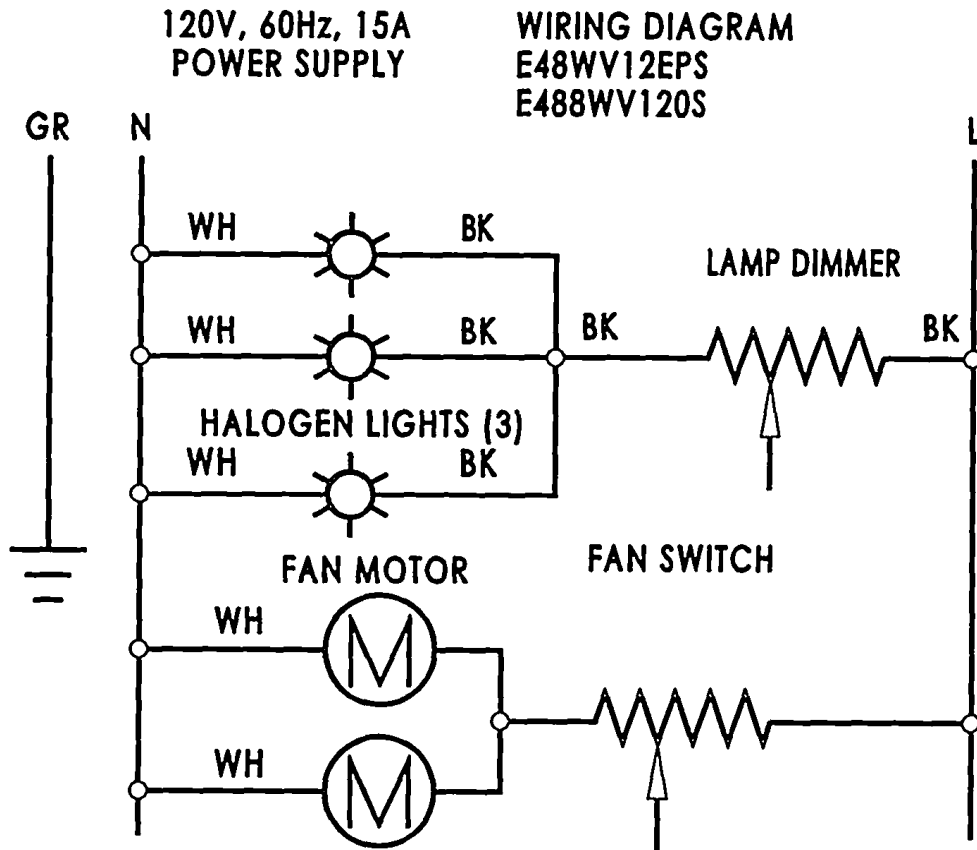 120V, 60Hz, 15A
POWER SUPPLY
WIRING DIAGRAM
E48WV12EPS
E488WV120S
GR
N
L
WH
BK
LAMP DIMMER
WH
BK
BK
BK
HALOGEN LIGHTS (3)
WH
BK
FAN MOTOR
FAN SWITCH
WH
M
WH
M